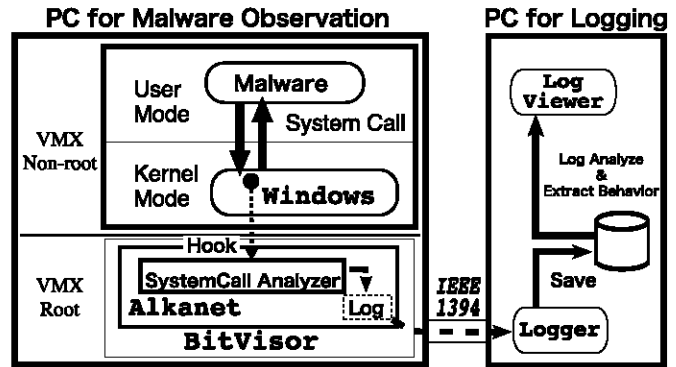 PC for Malware Observation
PC for Logging
User
Mode
Malware
System Call
VMX
Non-root
Kernel
Mode
Windows
Log
Viewer
Log Analyze
&
Extract Behavior
Hook
SystemCall Analyzer
VMX
Root
Alkanet
Log
BitVisor
IEEE
1394
Save
Logger